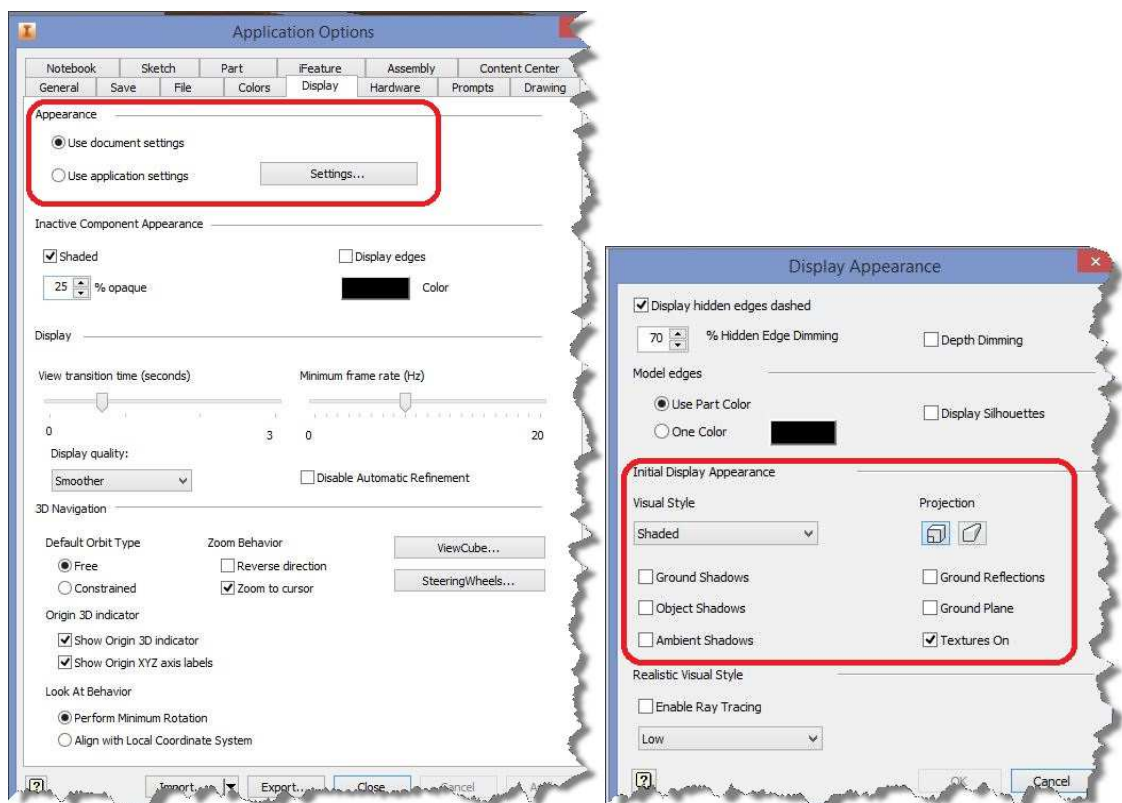 Application Options
Notebook Sketch Part iFeature Assembly Content Center
General Save File Colors Display Hardware Prompts Drawing
Appearance
Use document settings
Use application settings Settings...
Inactive Component Appearance
Shaded Display edges
25 % opaque Color
Display
View transition time (seconds) Minimum frame rate (Hz)
0 3 0 20
Display quality:
Smoother Disable Automatic Refinement
3D Navigation
Default Orbit Type Zoom Behavior ViewCube...
Free Reverse direction
Constrained Zoom to cursor SteeringWheels...
Origin 3D indicator
Show Origin 3D indicator
Show Origin XYZ axis labels
Look At Behavior
Perform Minimum Rotation
Align with Local Coordinate System
Import... Export... Close Cancel
Display Appearance
Display hidden edges dashed
70 % Hidden Edge Dimming Depth Dimming
Model edges
Use Part Color Display Silhouettes
One Color
Initial Display Appearance
Visual Style Projection
Shaded
Ground Shadows Ground Reflections
Object Shadows Ground Plane
Ambient Shadows Textures On
Realistic Visual Style
Enable Ray Tracing
Low
OK Cancel